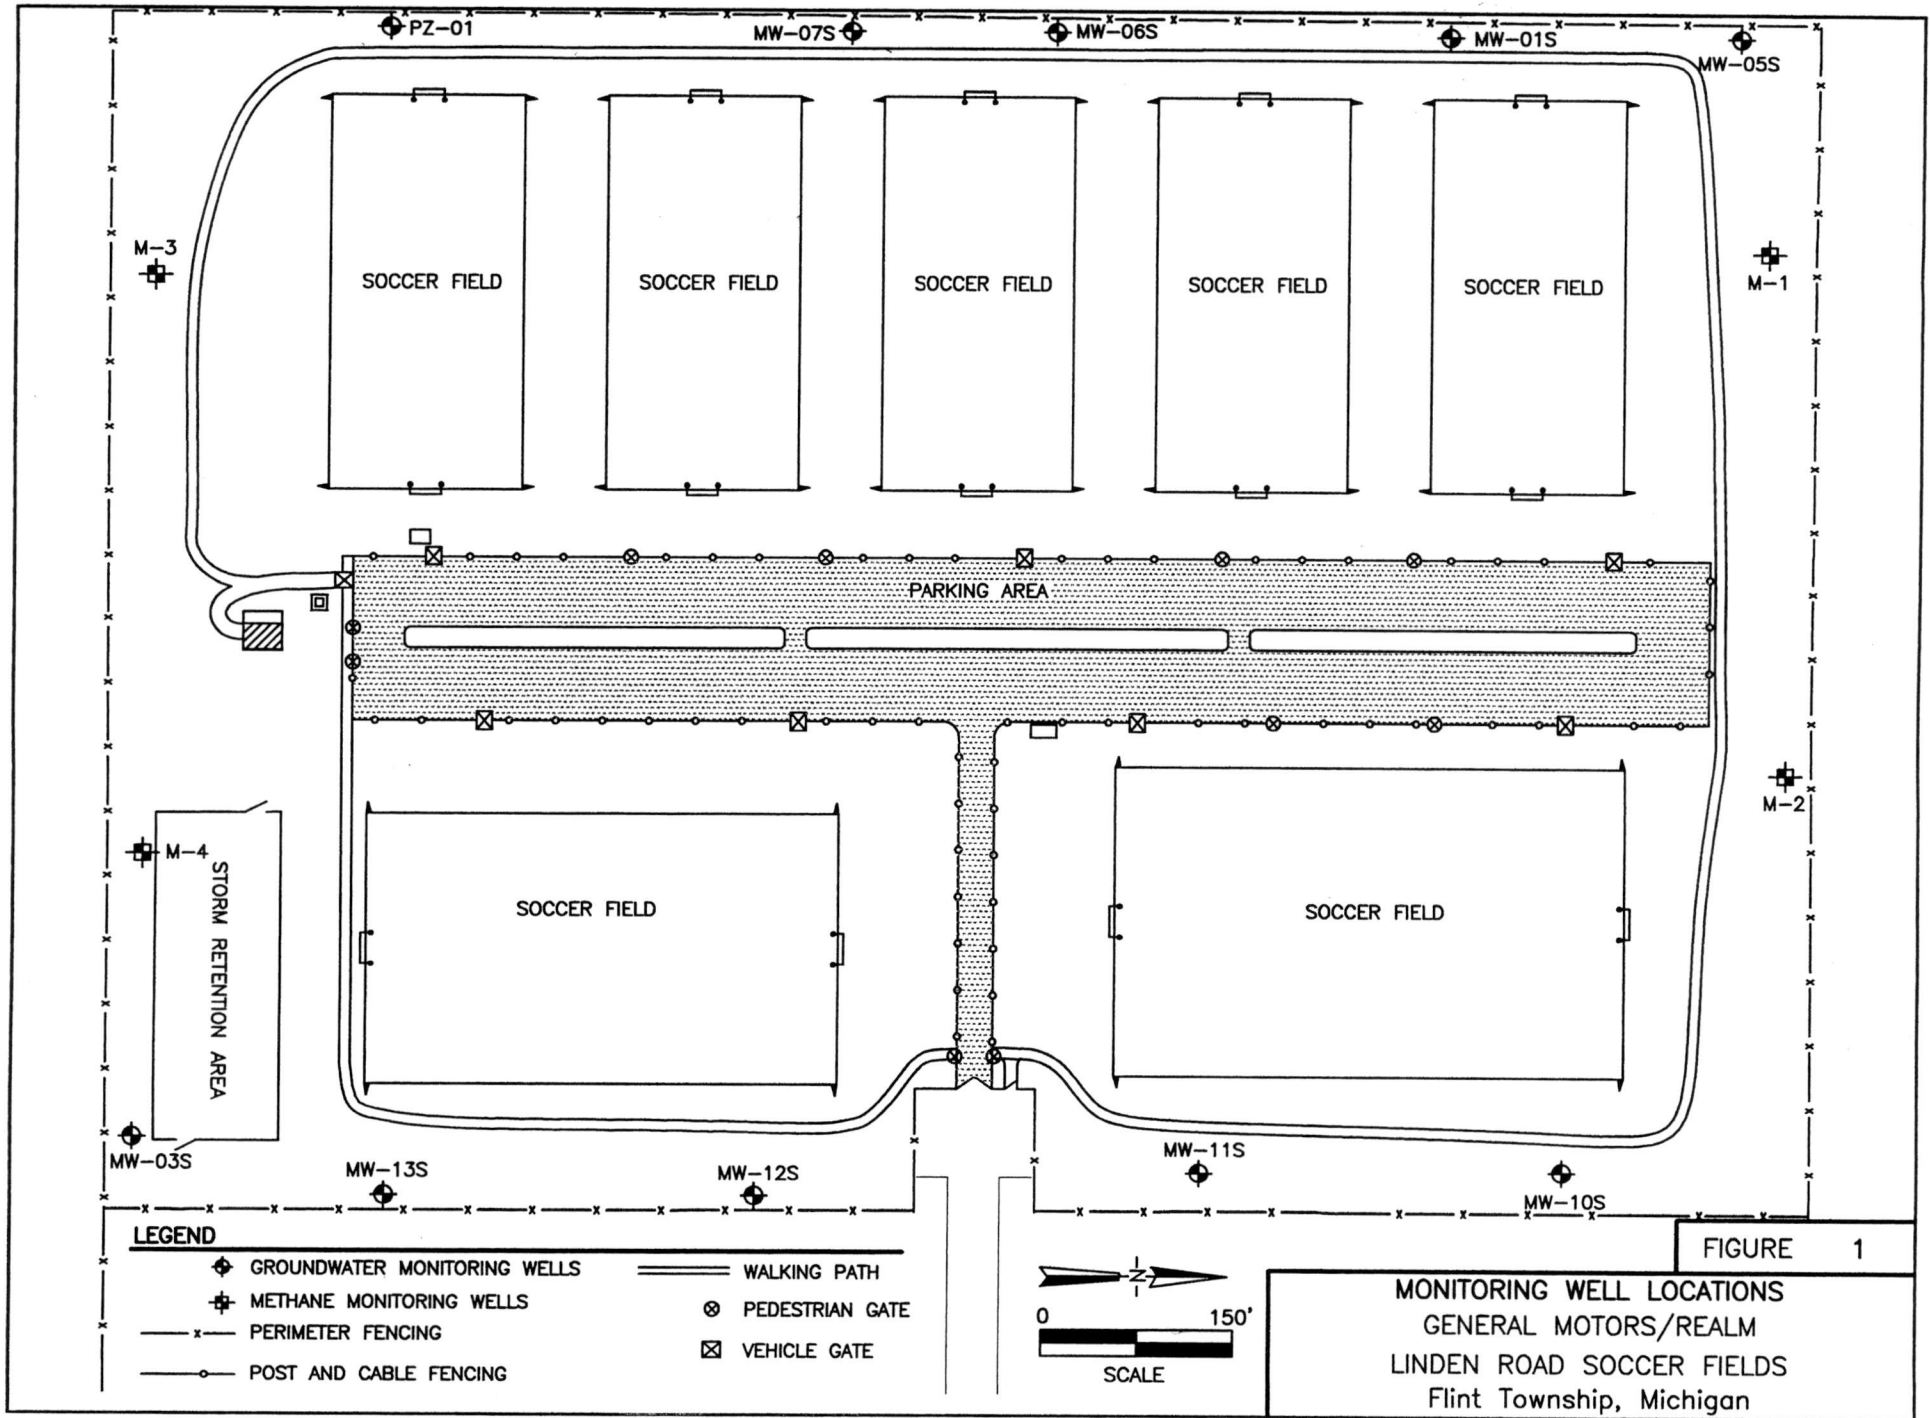 PZ-01
MW-07S
MW-06S
MW-01S
MW-05S
M-3
M-1
SOCCER FIELD
SOCCER FIELD
SOCCER FIELD
SOCCER FIELD
SOCCER FIELD
PARKING AREA
M-2
M-4
STORM RETENTION AREA
SOCCER FIELD
SOCCER FIELD
MW-03S
MW-13S
MW-12S
MW-11S
MW-10S
LEGEND
GROUNDWATER MONITORING WELLS
METHANE MONITORING WELLS
PERIMETER FENCING
POST AND CABLE FENCING
WALKING PATH
PEDESTRIAN GATE
VEHICLE GATE
N
0 150'
SCALE
FIGURE 1
MONITORING WELL LOCATIONS
GENERAL MOTORS/REALM
LINDEN ROAD SOCCER FIELDS
Flint Township, Michigan